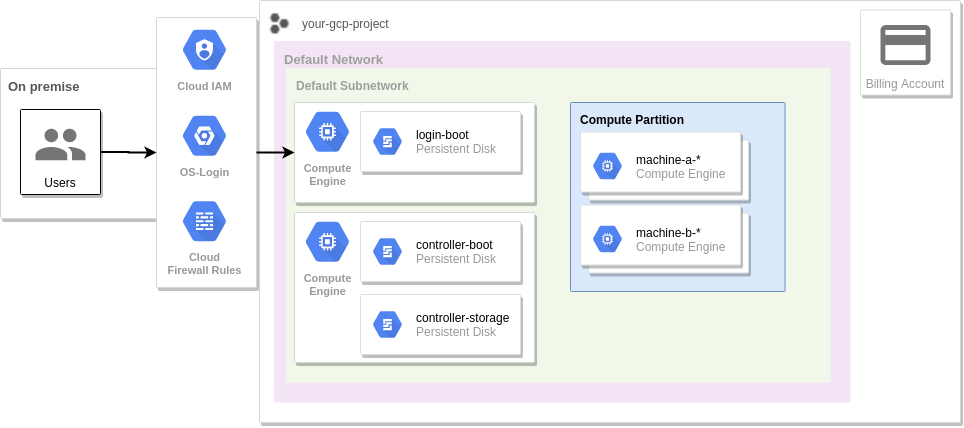 your-gcp-project
Billing Account
On premise
Users
Cloud IAM
OS-Login
Cloud
Firewall Rules
Default Network
Default Subnetwork
Compute
Engine
login-boot
Persistent Disk
Compute
Engine
controller-boot
Persistent Disk
controller-storage
Persistent Disk
Compute Partition
machine-a-*
Compute Engine
machine-b-*
Compute Engine